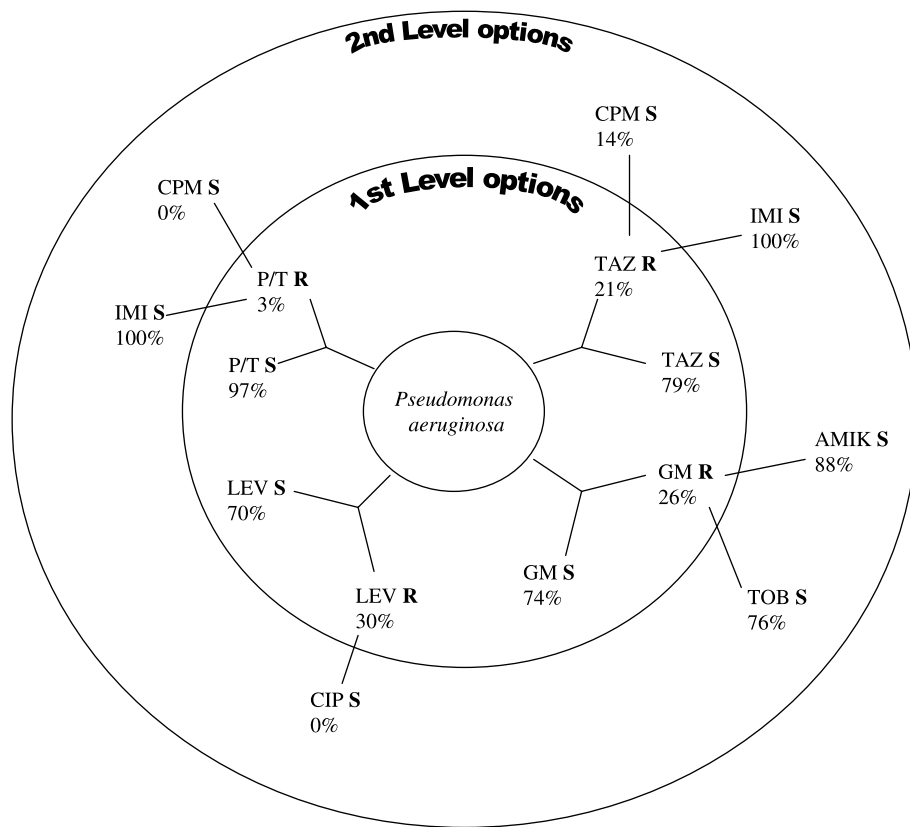 2nd Level options
CPM S
14%
1st Level options
CPM S
0%
IMI S
100%
TAZ R
21%
P/T R
3%
IMI S
100%
P/T S
97%
TAZ S
79%
Pseudomonas
aeruginosa
AMIK S
88%
GM R
26%
LEV S
70%
GM S
74%
LEV R
30%
TOB S
76%
CIP S
0%